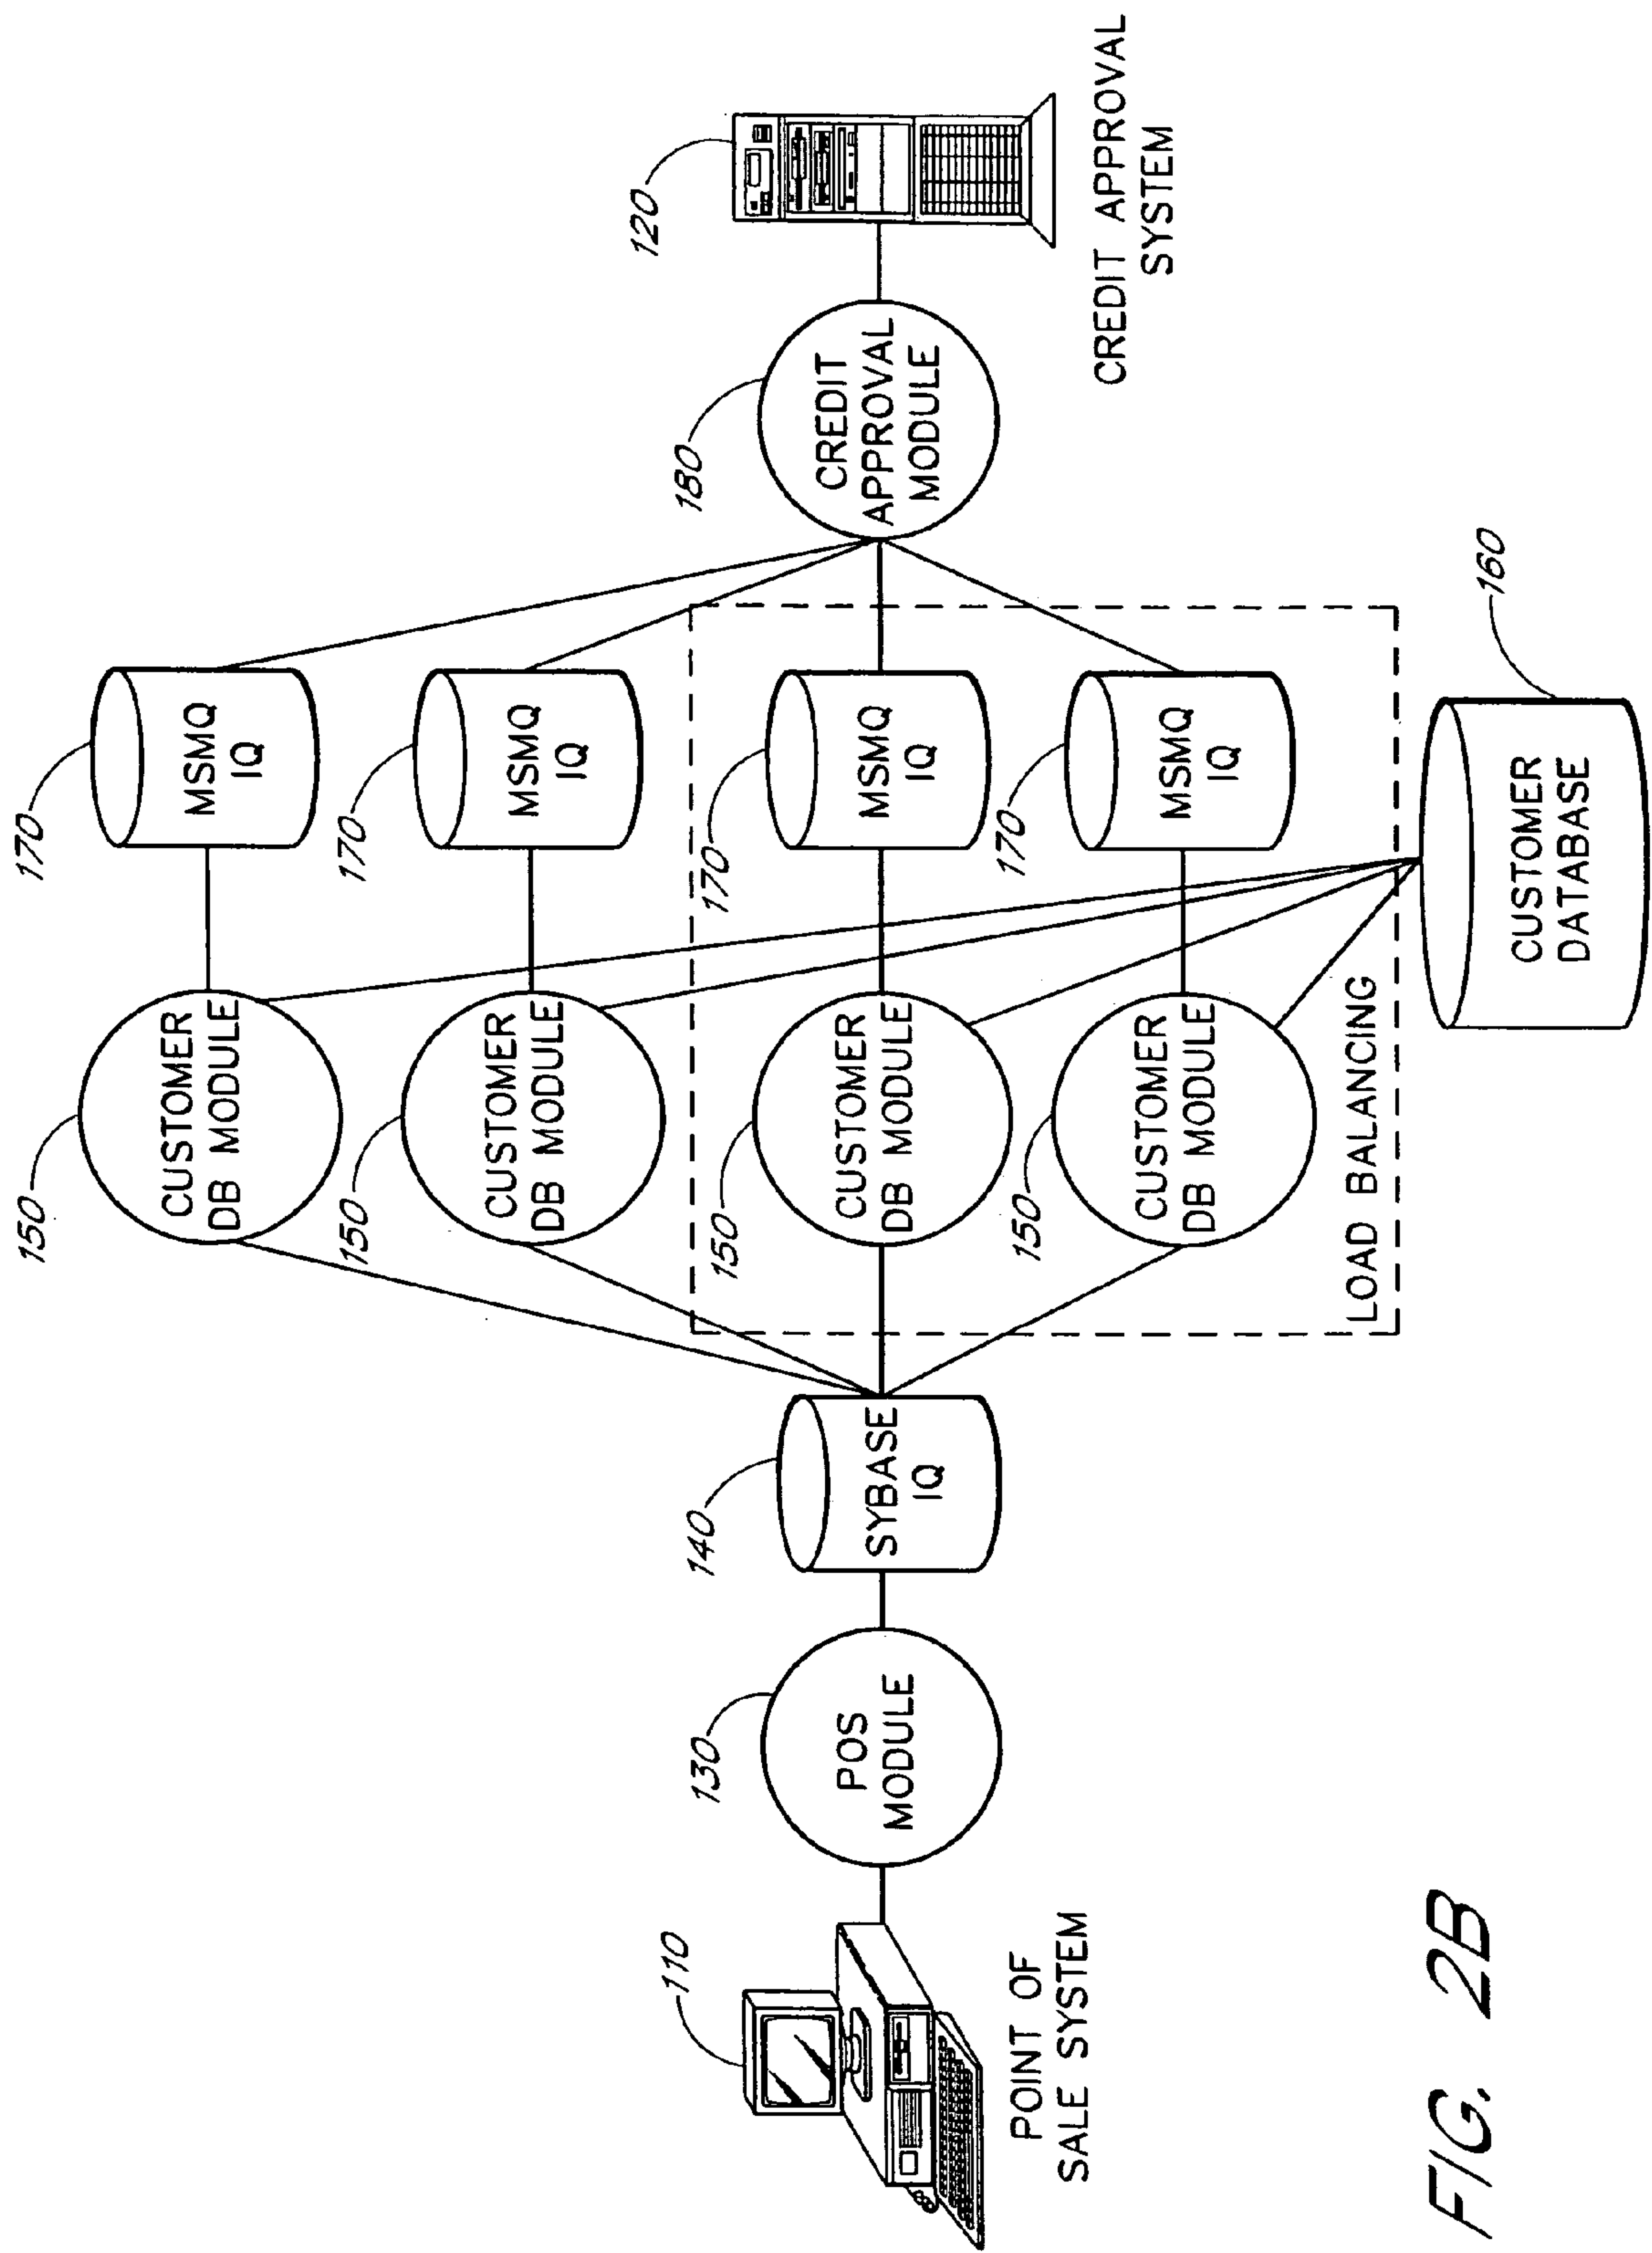 110
POINT OF
SALE SYSTEM
130
POS
MODULE
140
SYBASE
IQ
150
CUSTOMER
DB MODULE
170
MSMQ
IQ
150
CUSTOMER
DB MODULE
170
MSMQ
IQ
150
CUSTOMER
DB MODULE
170
MSMQ
IQ
150
CUSTOMER
DB MODULE
170
MSMQ
IQ
LOAD BALANCING
160
CUSTOMER
DATABASE
180
CREDIT
APPROVAL
MODULE
120
CREDIT APPROVAL
SYSTEM
FIG. 2B